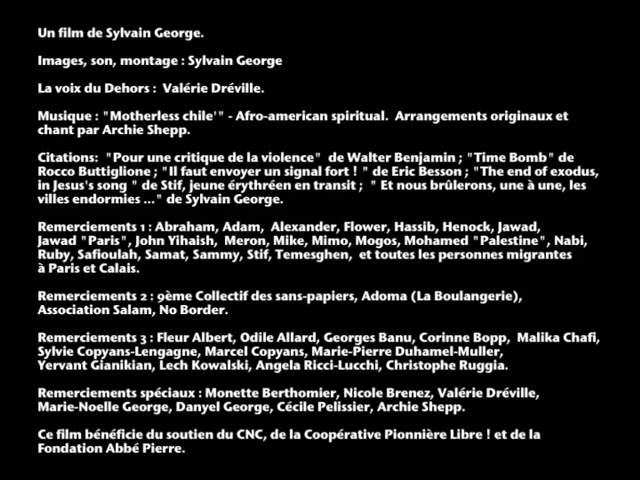 Un film de Sylvain George.
Images, son, montage : Sylvain George
La voix du Dehors :  Valérie Dréville.
Musique : "Motherless chile'" - Afro-american spiritual.  Arrangements originaux et
chant par Archie Shepp.
Citations:  "Pour une critique de la violence"  de Walter Benjamin ; "Time Bomb" de
Rocco Buttiglione ; "Il faut envoyer un signal fort ! " de Eric Besson ; "The end of exodus,
in Jesus's song " de Stif, jeune érythréen en transit ;  " Et nous brûlerons, une à une, les
villes endormies ..." de Sylvain George.
Remerciements 1 : Abraham, Adam,  Alexander, Flower, Hassib, Henock, Jawad,
Jawad "Paris", John Yihaish,  Meron, Mike, Mimo, Mogos, Mohamed "Palestine", Nabi,
Ruby, Safioulah, Samat, Sammy, Stif, Temesghen,  et toutes les personnes migrantes
à Paris et Calais.
Remerciements 2 : 9ème Collectif des sans-papiers, Adoma (La Boulangerie),
Association Salam, No Border.
Remerciements 3 : Fleur Albert, Odile Allard, Georges Banu, Corinne Bopp,  Malika Chafi,
Sylvie Copyans-Lengagne, Marcel Copyans, Marie-Pierre Duhamel-Muller,
Yervant Gianikian, Lech Kowalski, Angela Ricci-Lucchi, Christophe Ruggia.
Remerciements spéciaux : Monette Berthomier, Nicole Brenez, Valérie Dréville,
Marie-Noelle George, Danyel George, Cécile Pelissier, Archie Shepp.
Ce film bénéficie du soutien du CNC, de la Coopérative Pionnière Libre ! et de la
Fondation Abbé Pierre.